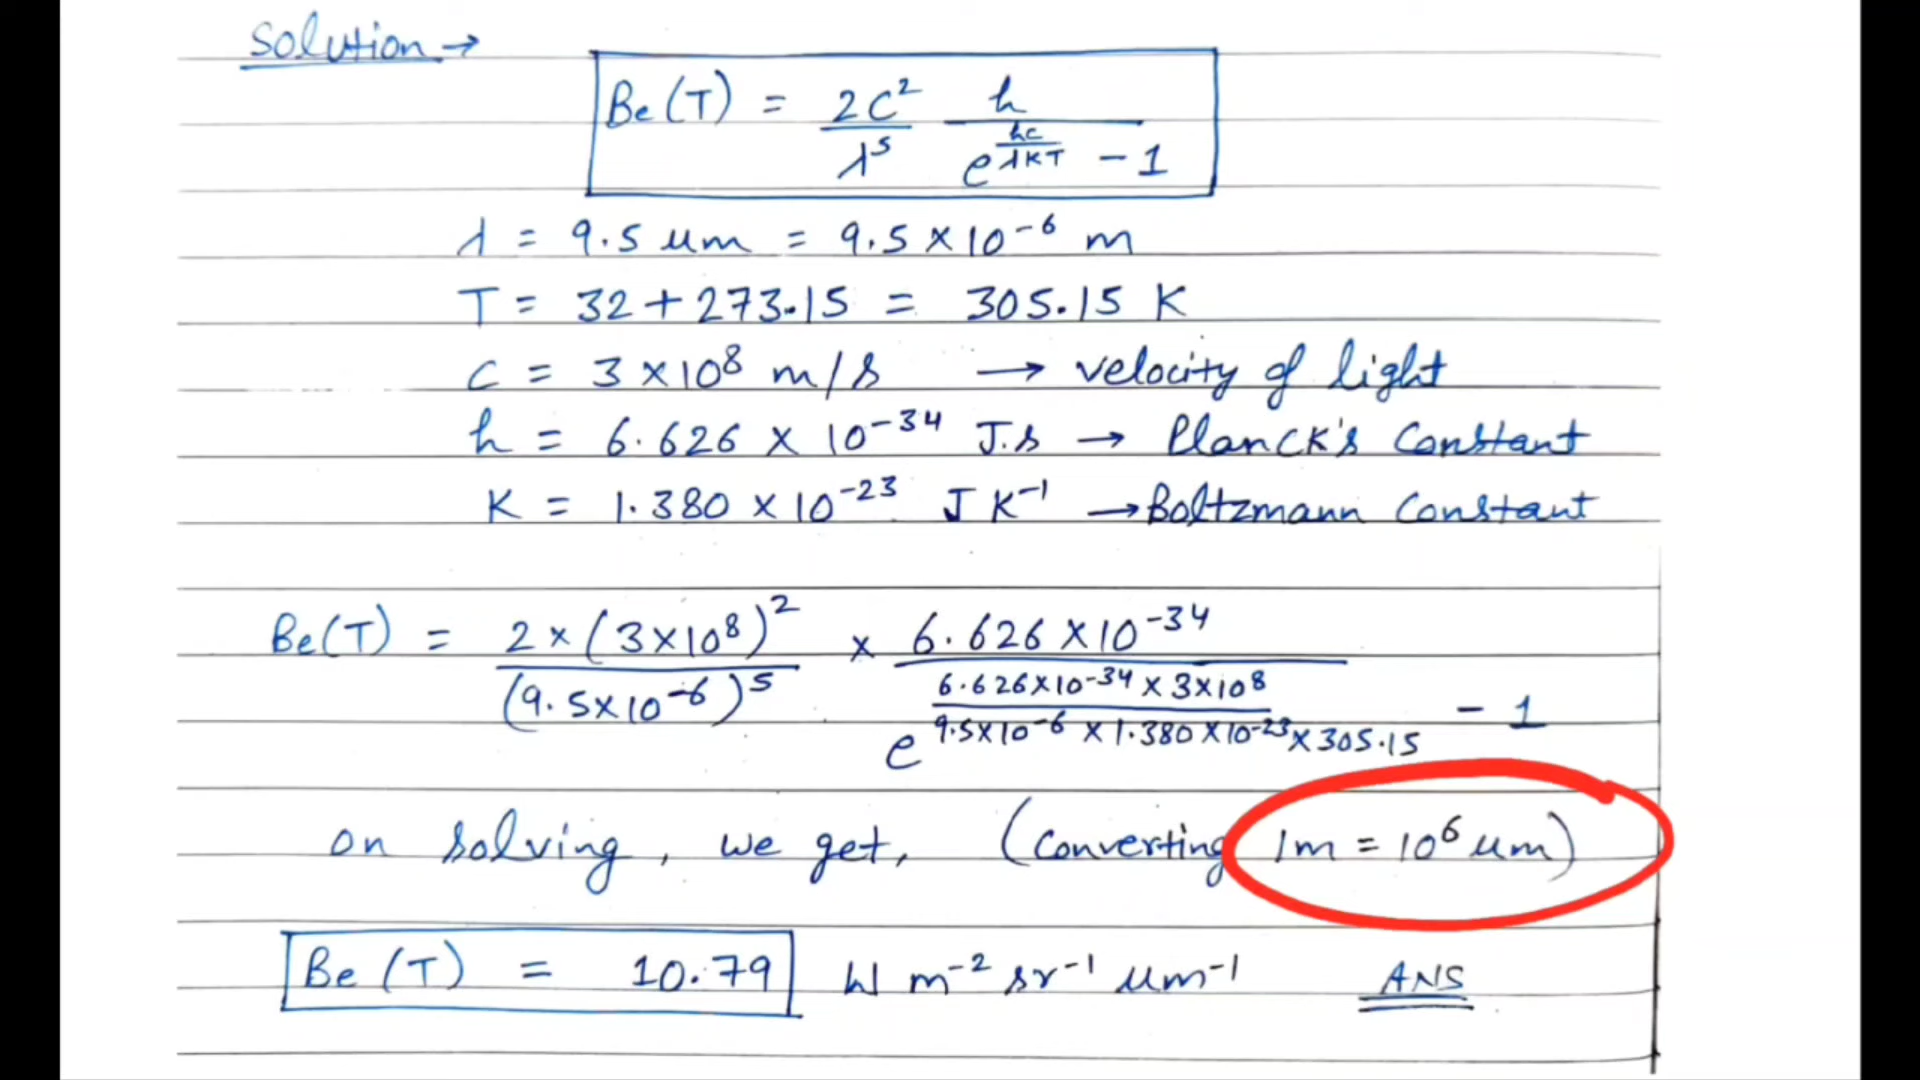 Solution →
Be(T) = 2C² / λ⁵ h / e^(hc/λKT) - 1
λ = 9.5 um = 9.5 × 10⁻⁶ m
T = 32 + 273.15 = 305.15 K
C = 3 × 10⁸ m/s → velocity of light
h = 6.626 × 10⁻³⁴ J.s → Planck's Constant
K = 1.380 × 10⁻²³ J K⁻¹ → Boltzmann Constant
Be(T) = 2 × (3×10⁸)² / (9.5×10⁻⁶)⁵ × 6.626 × 10⁻³⁴ / e^(6.626×10⁻³⁴ × 3×10⁸ / 9.5×10⁻⁶ × 1.380 × 10⁻²³ × 305.15) - 1
on solving, we get, (Converting 1m = 10⁶ um)
Be(T) = 10.79 W m⁻² sr⁻¹ um⁻¹ ANS